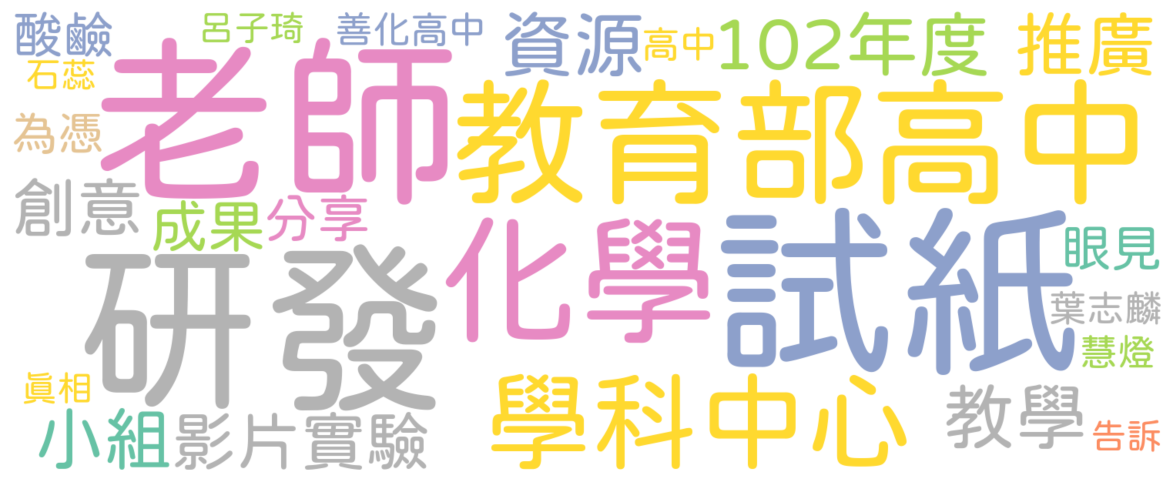 酸鹼
呂子琦
善化高中
資源
高中
102年度
推廣
石蕊
老師
教育部高中
為憑
創意
成果
分享
化學
試紙
眼見
研發
葉志麟
慧燈
真相
小組
影片
實驗
學科中心
教學
告訴